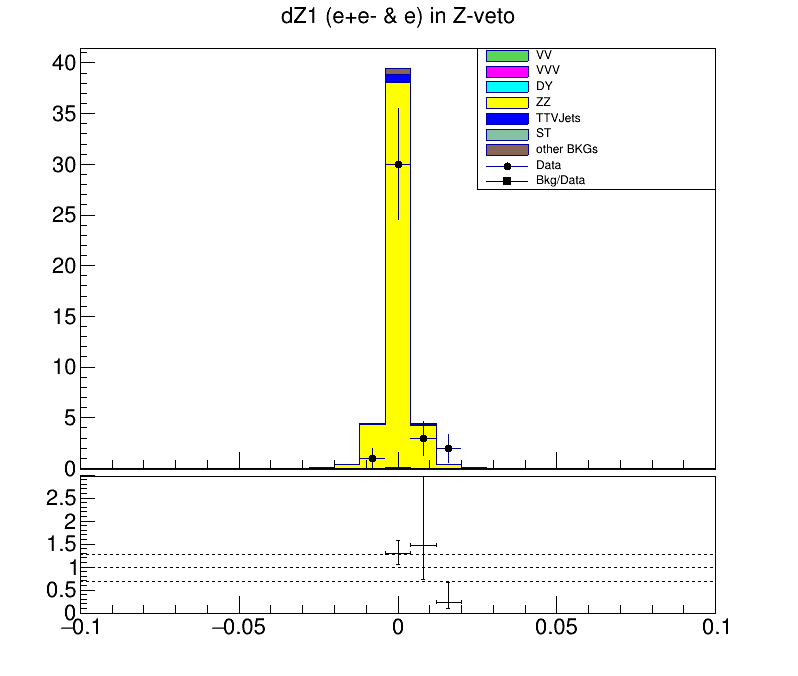 dZ1 (e+e- & e) in Z-veto
40
35
30
25
20
15
10
5
0
VV
VVV
DY
ZZ
TTVJets
ST
other BKGs
Data
Bkg/Data
2.5
2
1.5
1
0.5
0
−0.1
−0.05
0
0.05
0.1